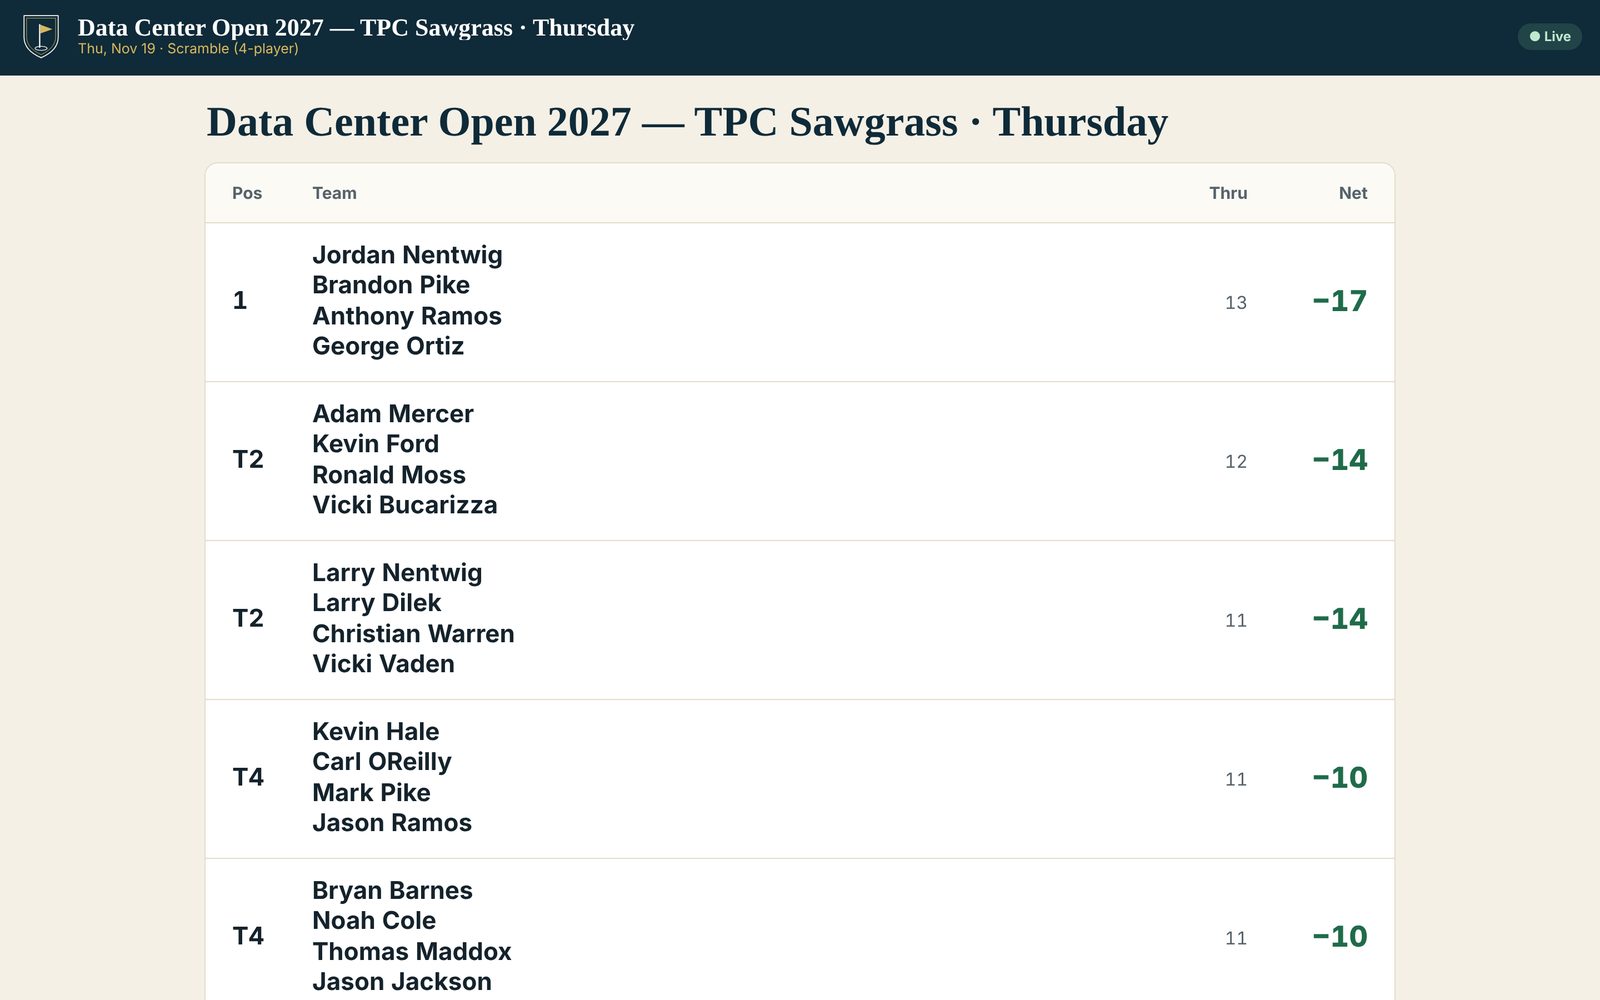 Data Center Open 2027 — TPC Sawgrass · Thursday
Thu, Nov 19 · Scramble (4-player)
Live
Data Center Open 2027 — TPC Sawgrass · Thursday
Pos Team Thru Net
1
Jordan Nentwig
Brandon Pike
Anthony Ramos
George Ortiz
13 −17
T2
Adam Mercer
Kevin Ford
Ronald Moss
Vicki Bucarizza
12 −14
T2
Larry Nentwig
Larry Dilek
Christian Warren
Vicki Vaden
11 −14
T4
Kevin Hale
Carl OReilly
Mark Pike
Jason Ramos
11 −10
T4
Bryan Barnes
Noah Cole
Thomas Maddox
Jason Jackson
11 −10